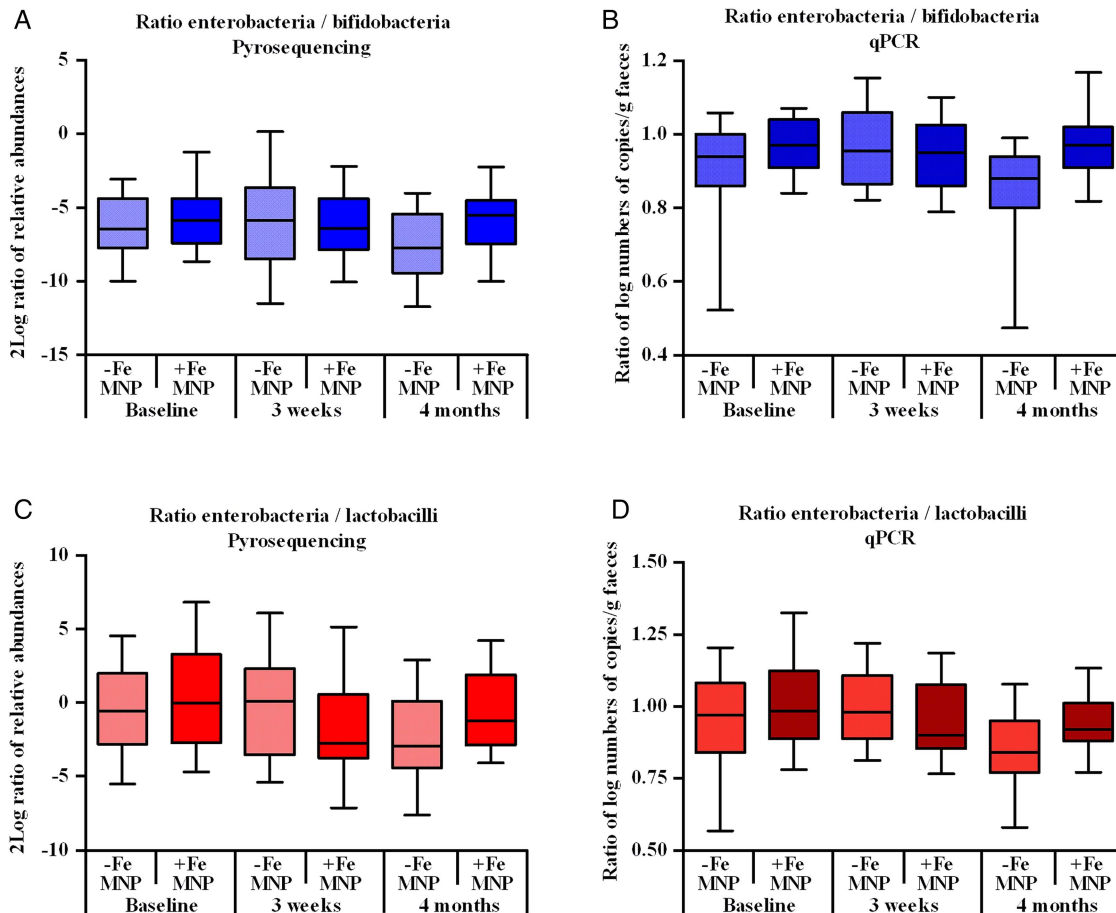 A
Ratio enterobacteria / bifidobacteria
Pyrosequencing
2Log ratio of relative abundances
5
0
-5
-10
-15
-Fe +Fe -Fe +Fe -Fe +Fe
MNP MNP MNP MNP MNP MNP
Baseline 3 weeks 4 months
B
Ratio enterobacteria / bifidobacteria
qPCR
Ratio of log numbers of copies/g faeces
1.2
1.0
0.8
0.6
0.4
-Fe +Fe -Fe +Fe -Fe +Fe
MNP MNP MNP MNP MNP MNP
Baseline 3 weeks 4 months
C
Ratio enterobacteria / lactobacilli
Pyrosequencing
2Log ratio of relative abundances
10
5
0
-5
-10
-Fe +Fe -Fe +Fe -Fe +Fe
MNP MNP MNP MNP MNP MNP
Baseline 3 weeks 4 months
D
Ratio enterobacteria / lactobacilli
qPCR
Ratio of log numbers of copies/g faeces
1.50
1.25
1.00
0.75
0.50
-Fe +Fe -Fe +Fe -Fe +Fe
MNP MNP MNP MNP MNP MNP
Baseline 3 weeks 4 months